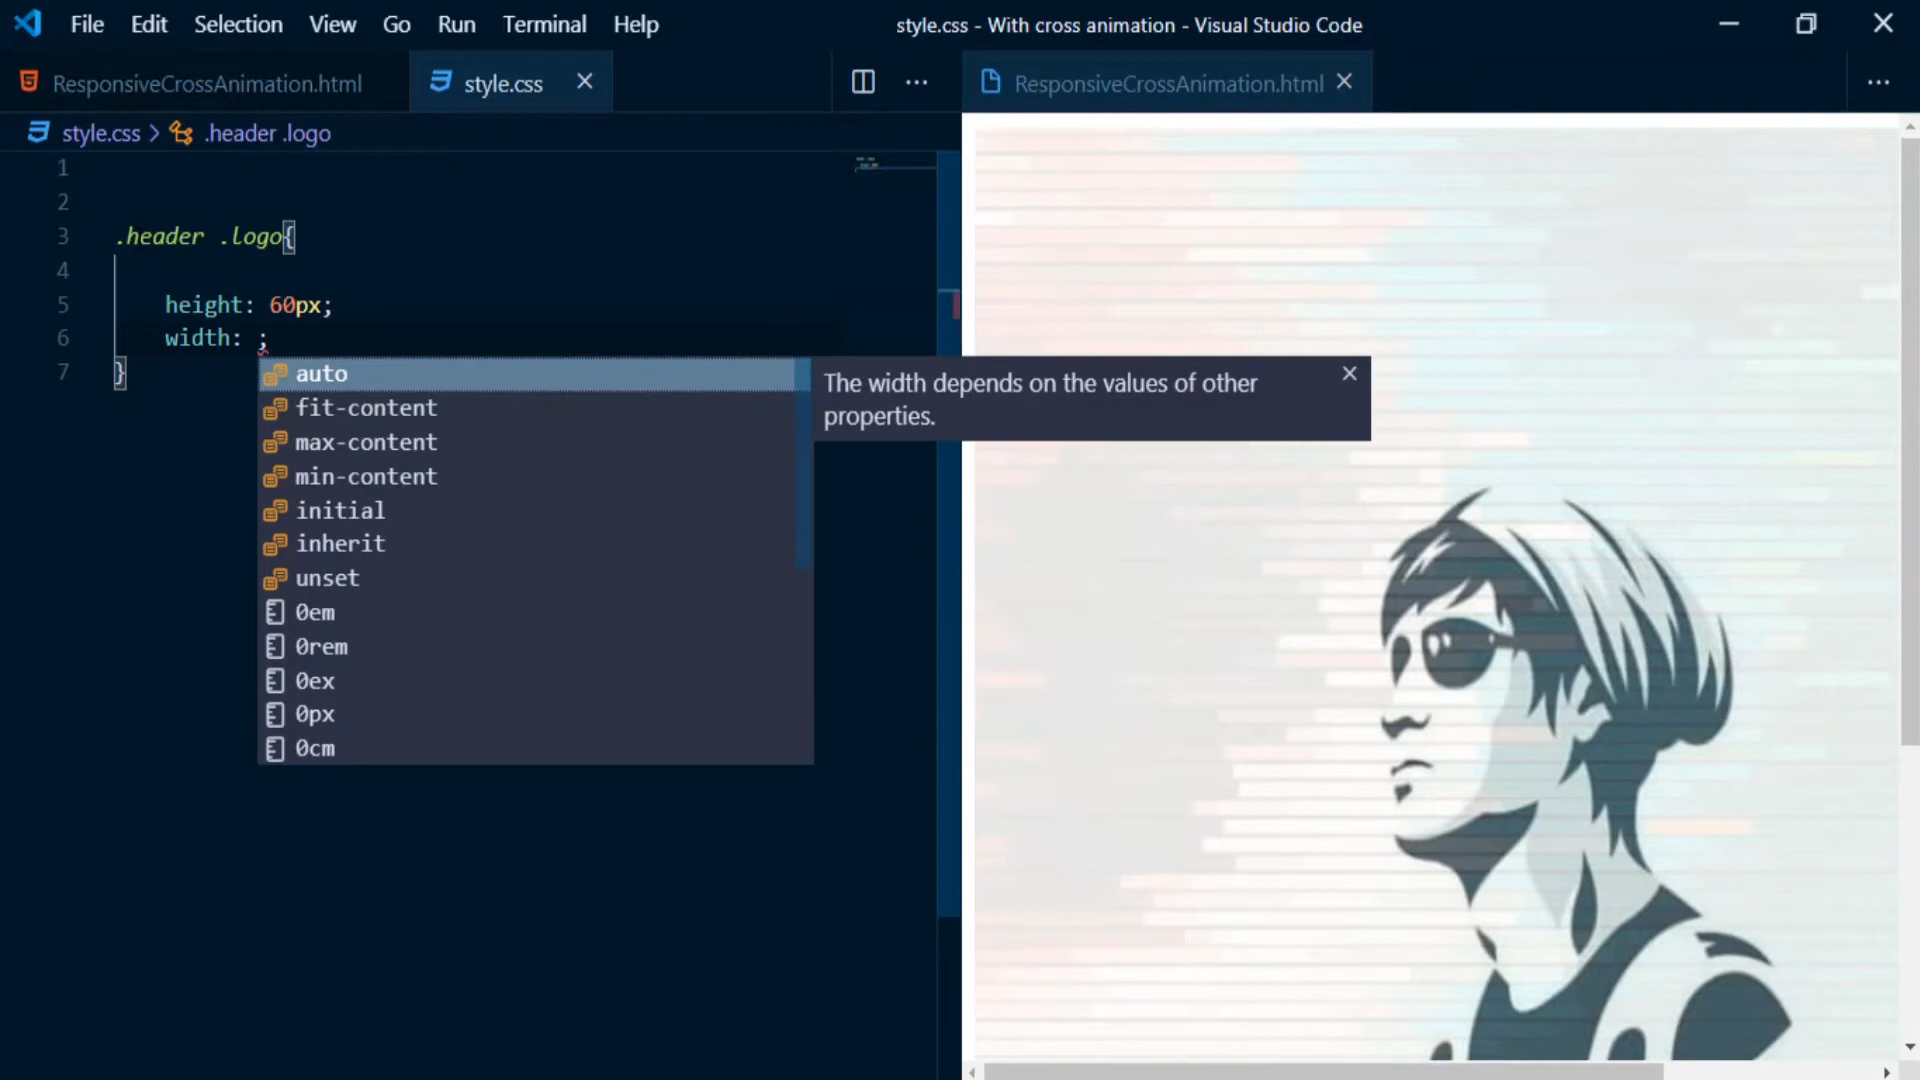 File Edit Selection View Go Run Terminal Help style.css - With cross animation - Visual Studio Code
ResponsiveCrossAnimation.html style.css ResponsiveCrossAnimation.html
style.css > .header .logo
1
2
3 .header .logo{
4
5 height: 60px;
6 width: ;
7 }
auto
fit-content
max-content
min-content
initial
inherit
unset
0em
0rem
0ex
0px
0cm
The width depends on the values of other
properties.